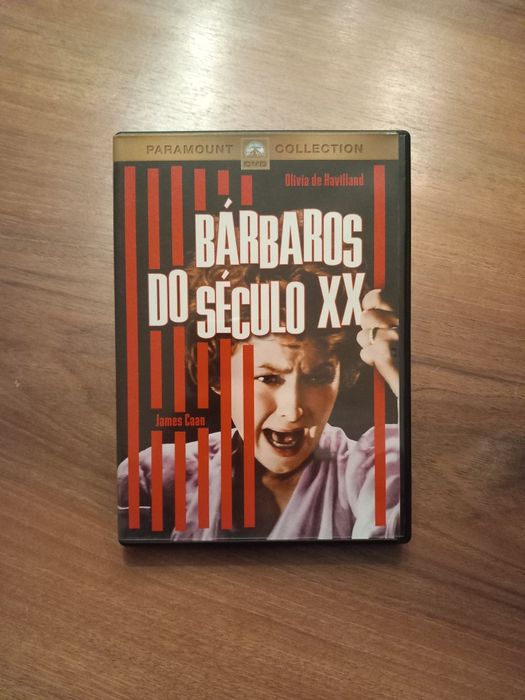 PARAMOUNT COLLECTION
DVD
Olivia de Havilland
BÁRBAROS
DO SÉCULO XX
James Caan